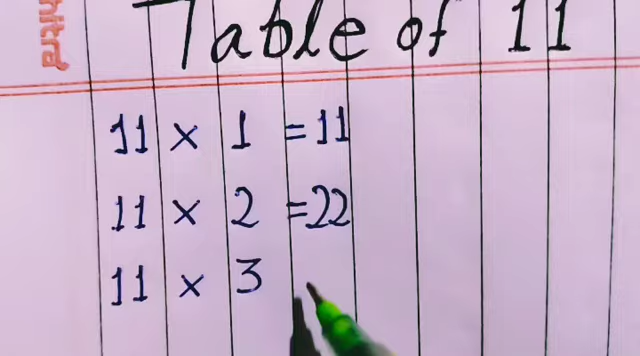 Table of 11
11 × 1 = 11
11 × 2 = 22
11 × 3